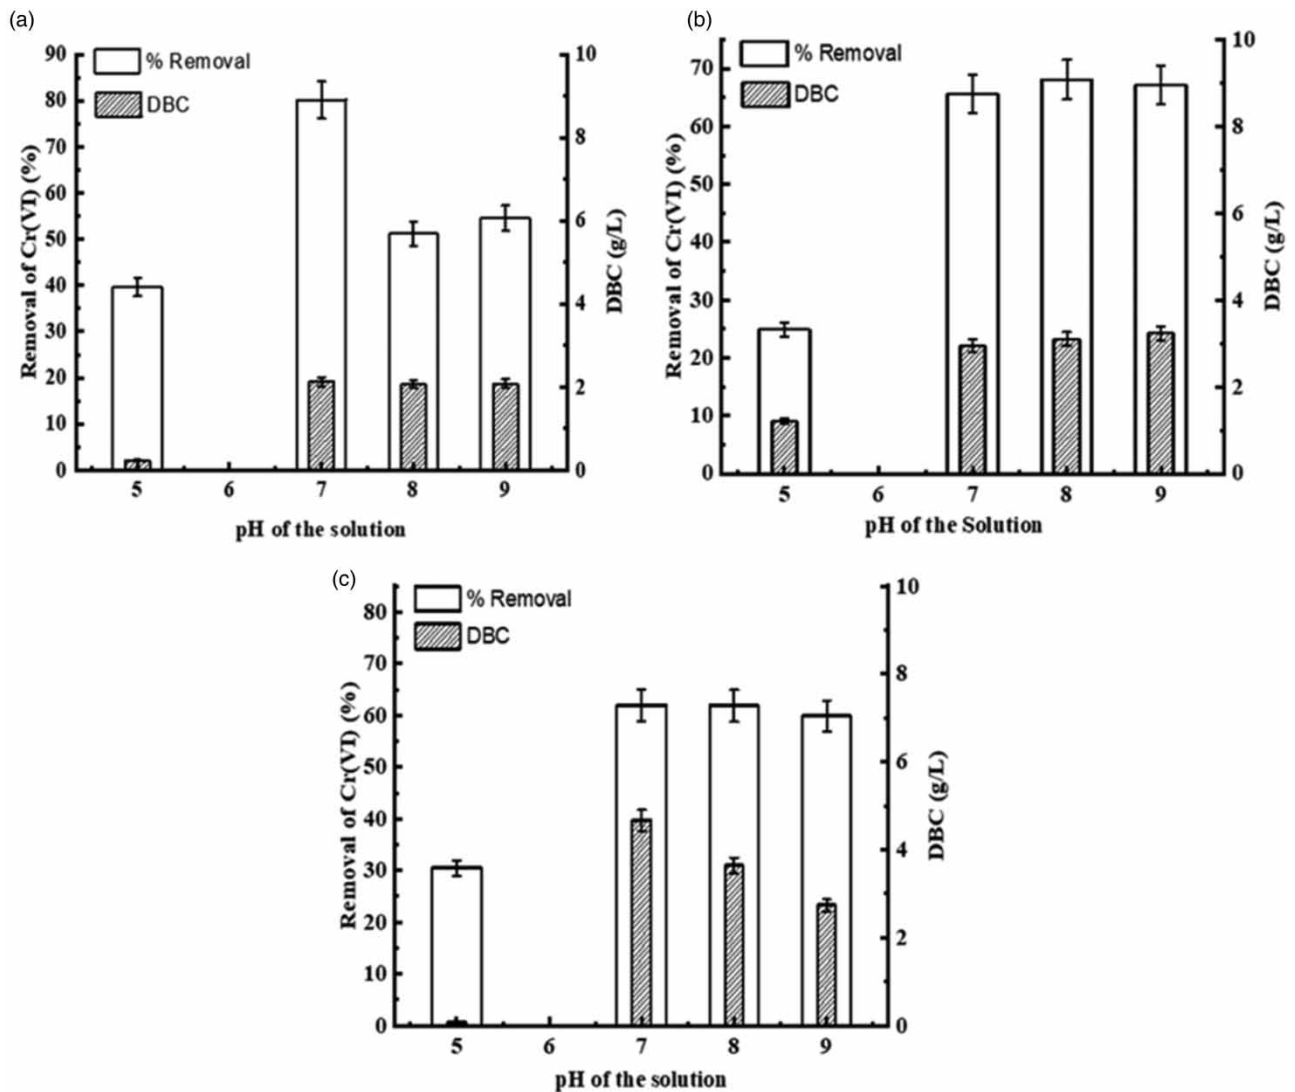 (a)
% Removal
DBC
90
80
70
60
50
40
30
20
10
0
10
8
6
4
2
0
Removal of Cr(VI) (%)
DBC (g/L)
5 6 7 8 9
pH of the solution
(b)
% Removal
DBC
70
60
50
40
30
20
10
0
10
8
6
4
2
0
Removal of Cr(VI) (%)
DBC (g/L)
5 6 7 8 9
pH of the Solution
(c)
% Removal
DBC
80
70
60
50
40
30
20
10
0
10
8
6
4
2
0
Removal of Cr(VI) (%)
DBC (g/L)
5 6 7 8 9
pH of the solution